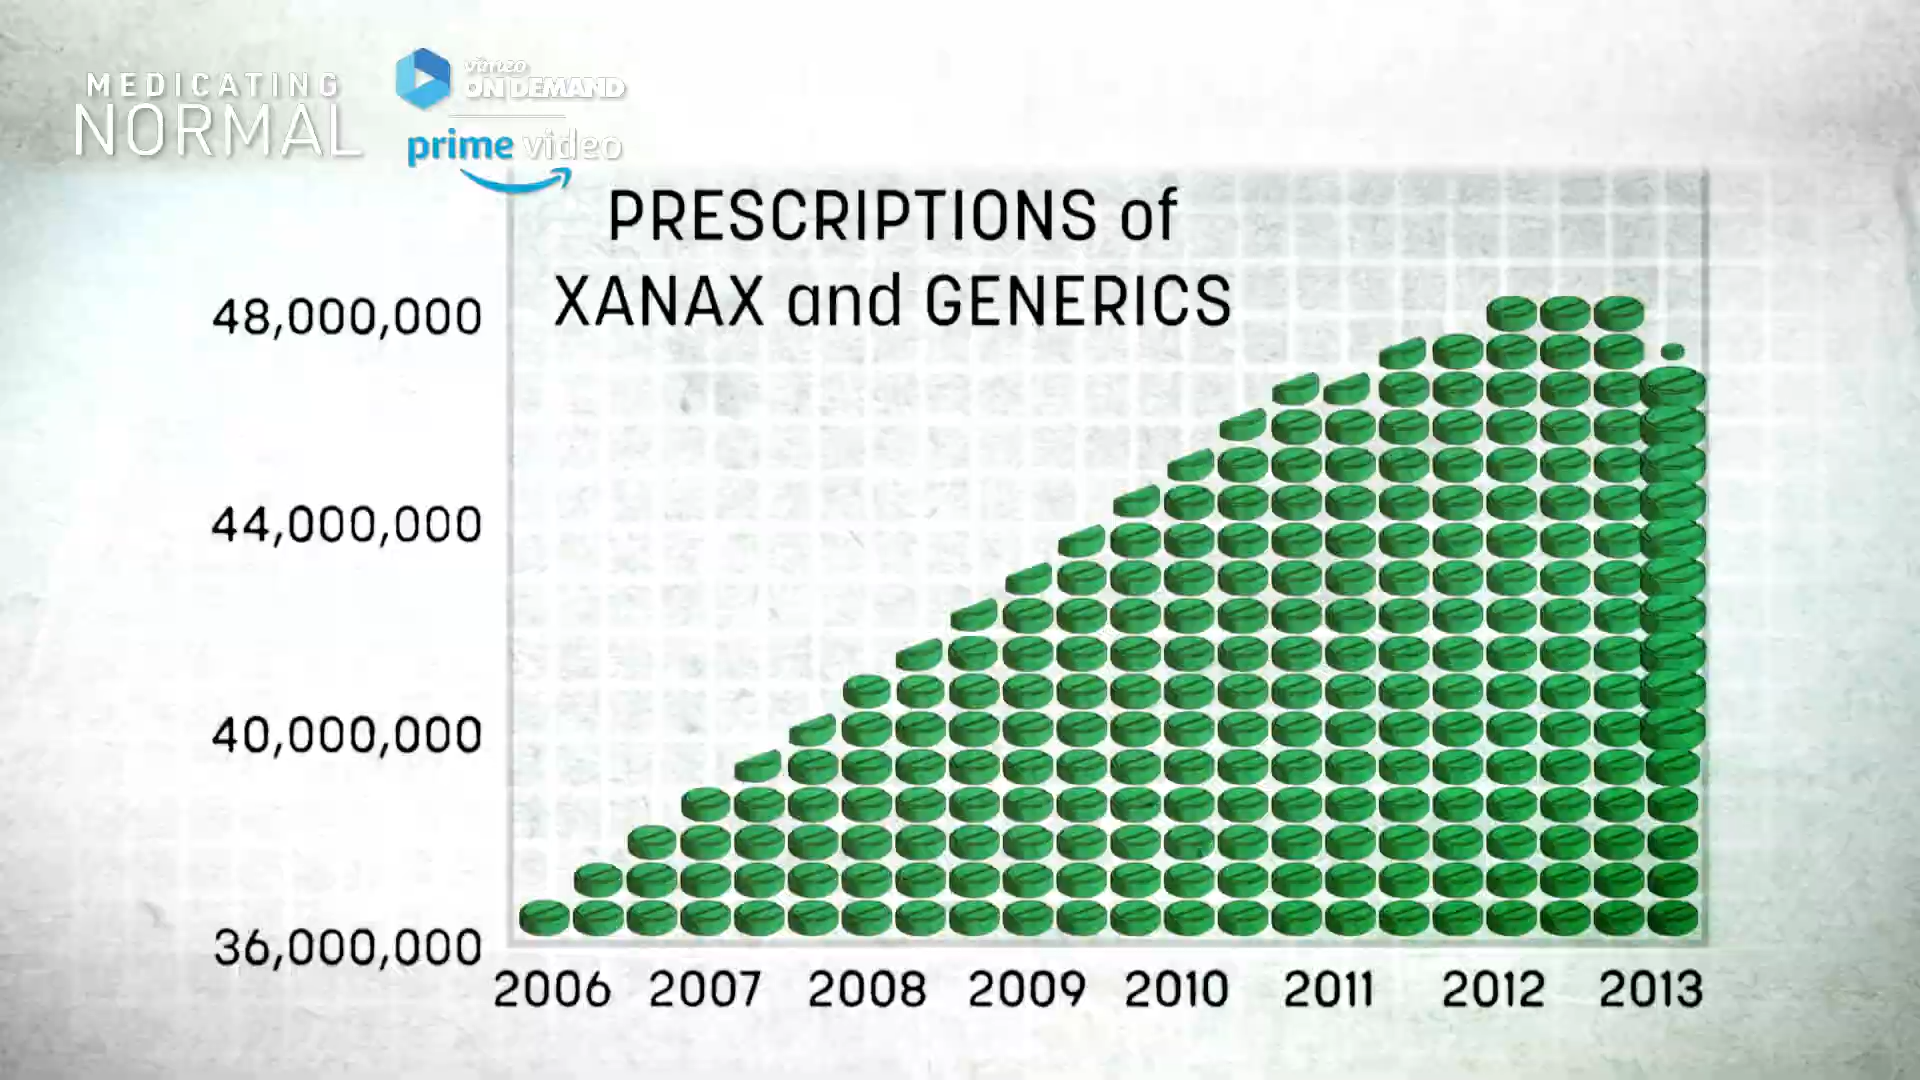 MEDICATING
NORMAL
vimeo
ON DEMAND
prime video
PRESCRIPTIONS of
XANAX and GENERICS
48,000,000
44,000,000
40,000,000
36,000,000
2006 2007 2008 2009 2010 2011 2012 2013